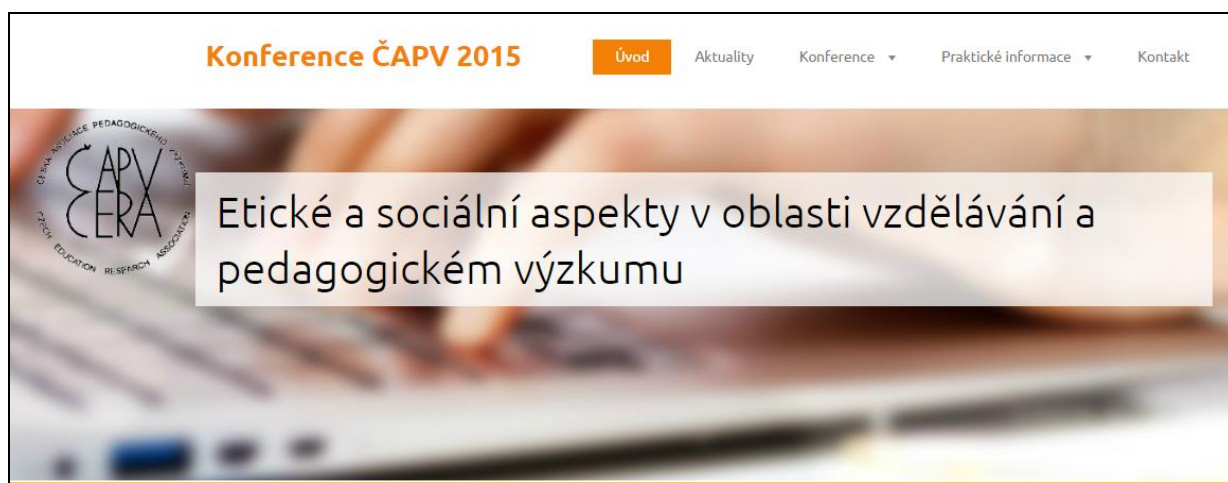 Konference ČAPV 2015
Úvod
Aktuality
Konference
Praktické informace
Kontakt
ČESKÁ ASOCIACE PEDAGOGICKÉHO VÝZKUMU
ČAPV
CERA
CZECH EDUCATION RESEARCH ASSOCIATION
Etické a sociální aspekty v oblasti vzdělávání a
pedagogickém výzkumu